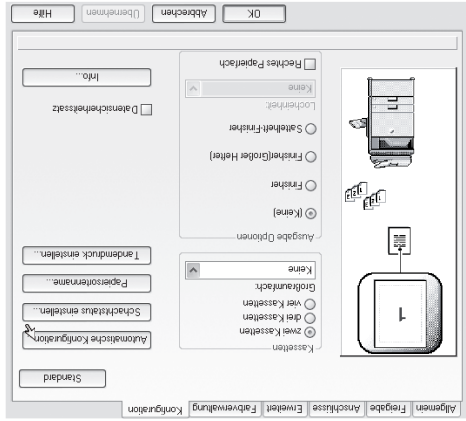 Allgemein Freigabe Anschlüsse Erweitert Farbverwaltung Konfiguration
Standard
1
Kassetten
zwei Kassetten
drei Kassetten
vier Kassetten
Großraumfach:
Keine
Automatische Konfiguration
Schachtstatus einstellen...
Papiersortenname...
Tandemdruck einstellen...
Ausgabe Optionen
(Keine)
Finisher
Finisher(Großer Hefter)
Sattelheft-Finisher
Locheinheit:
Keine
Rechtes Papierfach
Datensicherheitssatz
Info...
OK Abbrechen Übernehmen Hilfe